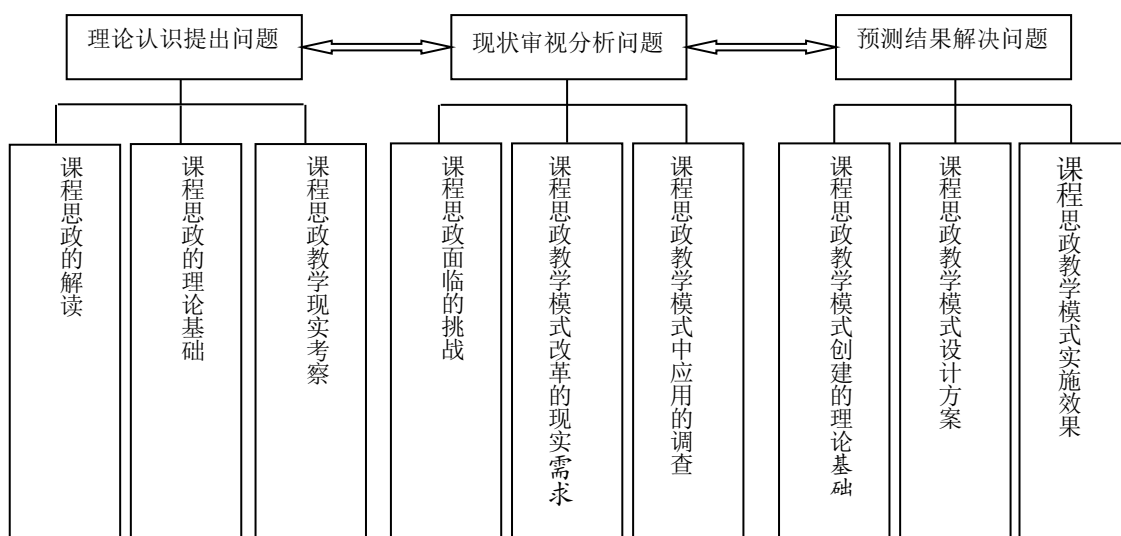 理论认识提出问题
现状审视分析问题
预测结果解决问题
课程思政的解读
课程思政的理论基础
课程思政教学现实考察
课程思政面临的挑战
课程思政教学模式改革的现实需求
课程思政教学模式中应用的调查
课程思政教学模式创建的理论基础
课程思政教学模式设计方案
课程思政教学模式实施效果